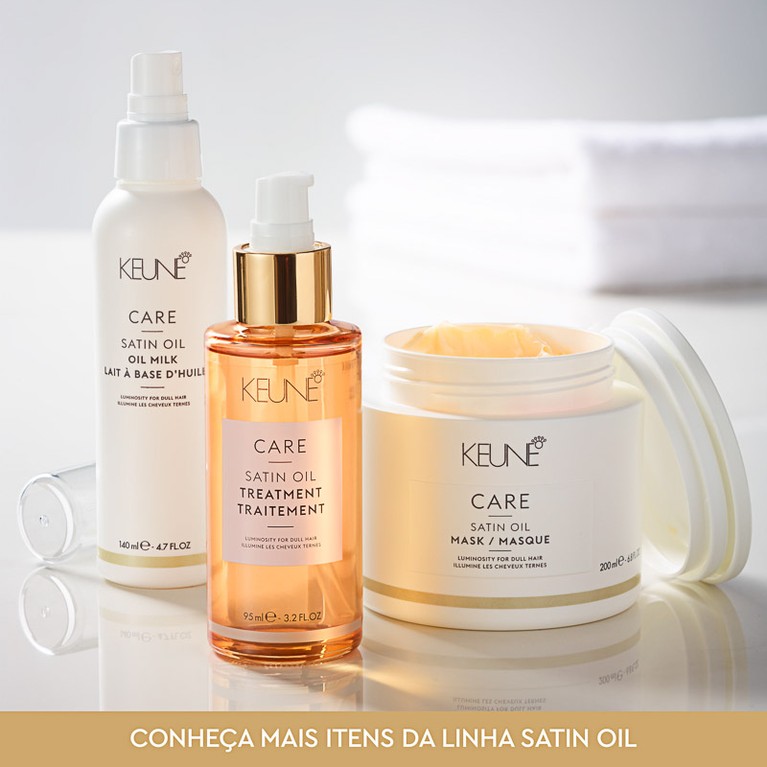 KEUNE
CARE
SATIN OIL
OIL MILK
LAIT À BASE D'HUILE
LUMINOSITY FOR DULL HAIR
ILLUMINE LES CHEVEUX TERNES
140 ml ℮ - 4.7 FL.OZ
KEUNE
CARE
SATIN OIL
TREATMENT
TRAITEMENT
LUMINOSITY FOR DULL HAIR
ILLUMINE LES CHEVEUX TERNES
95 ml ℮ - 3.2 FL.OZ
KEUNE
CARE
SATIN OIL
MASK / MASQUE
LUMINOSITY FOR DULL HAIR
ILLUMINE LES CHEVEUX TERNES
200 ml ℮ - 6.8
CONHEÇA MAIS ITENS DA LINHA SATIN OIL